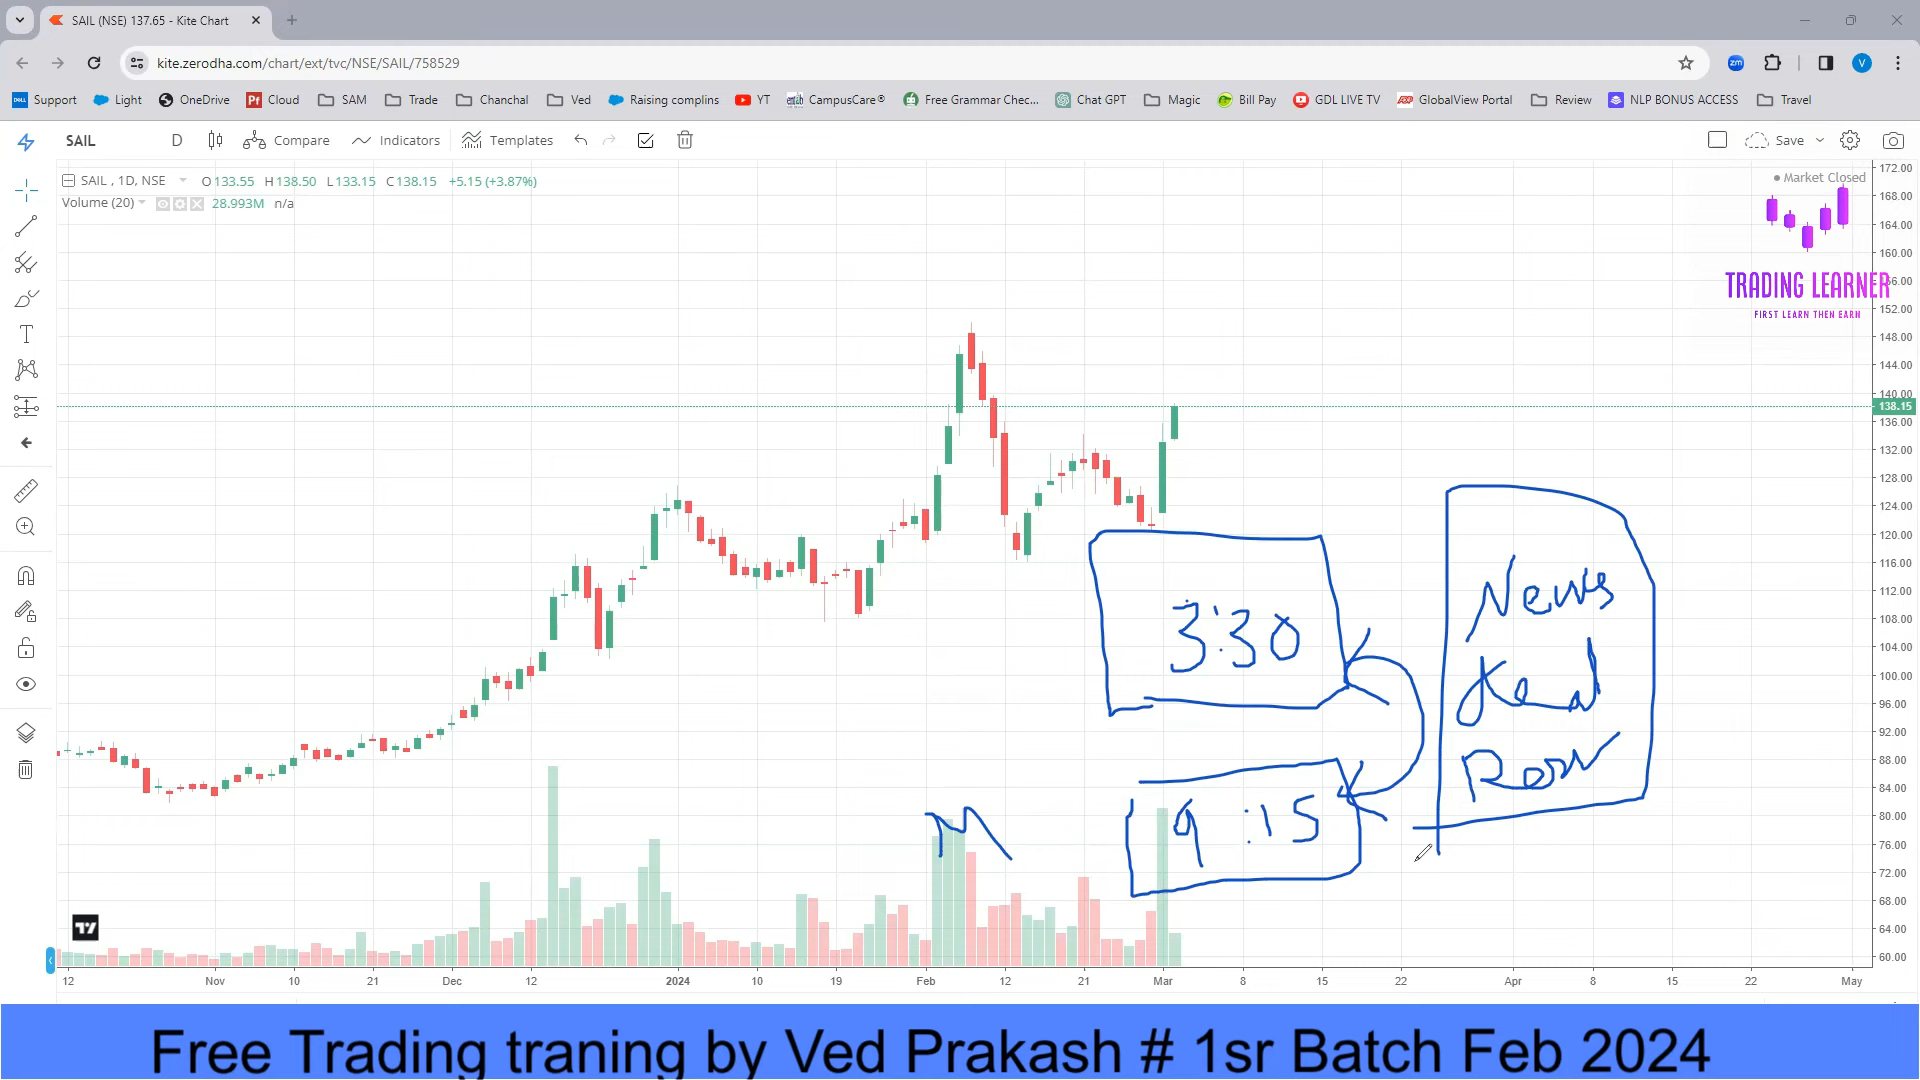 SAIL (NSE) 137.65 - Kite Chart
kite.zerodha.com/chart/ext/tvc/NSE/SAIL/758529
zm
V
DELL Support Light OneDrive Pf Cloud SAM Trade Chanchal Ved Raising complins YT CampusCare® Free Grammar Chec... Chat GPT Magic Bill Pay GDL LIVE TV ADP GlobalView Portal Review NLP BONUS ACCESS Travel
SAIL D Compare Indicators Templates Save
SAIL , 1D, NSE O133.55 H138.50 L133.15 C138.15 +5.15 (+3.87%)
Volume (20) 28.993M n/a
Market Closed
TRADING LEARNER
FIRST LEARN THEN EARN
172.00
168.00
164.00
160.00
56.00
152.00
148.00
144.00
140.00
138.15
136.00
132.00
128.00
124.00
120.00
116.00
112.00
108.00
104.00
100.00
96.00
92.00
88.00
84.00
80.00
76.00
72.00
68.00
64.00
60.00
3:30
9:15
M
News
12 Nov 10 21 Dec 12 2024 10 19 Feb 12 21 Mar 8 15 22 Apr 8 15 22 May
Free Trading traning by Ved Prakash # 1sr Batch Feb 2024